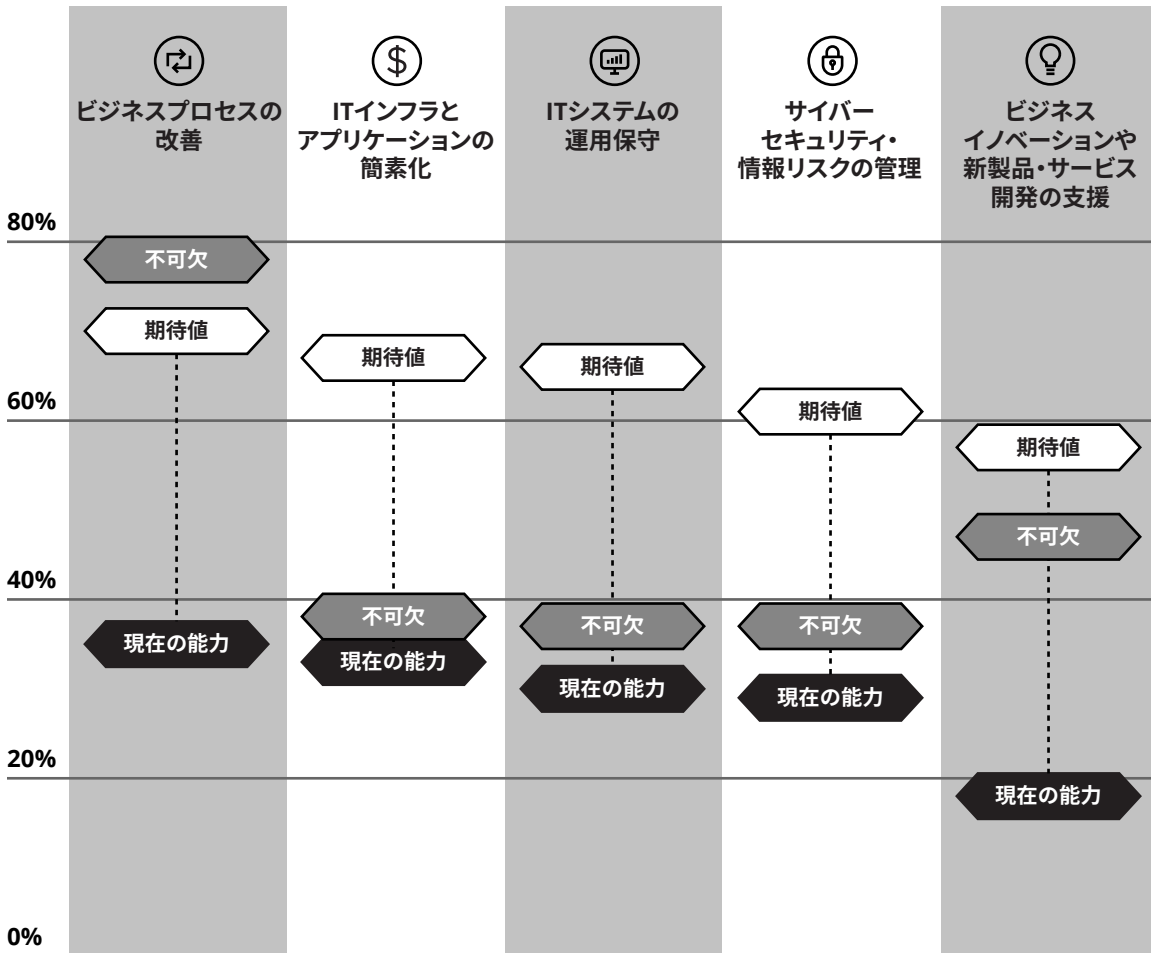 ビジネスプロセスの
改善
ITインフラと
アプリケーションの
簡素化
ITシステムの
運用保守
サイバー
セキュリティ・
情報リスクの管理
ビジネス
イノベーションや
新製品・サービス
開発の支援
80%
不可欠
期待値
期待値
期待値
60%
期待値
期待値
不可欠
40%
不可欠
不可欠
不可欠
現在の能力
現在の能力
現在の能力
現在の能力
20%
現在の能力
0%